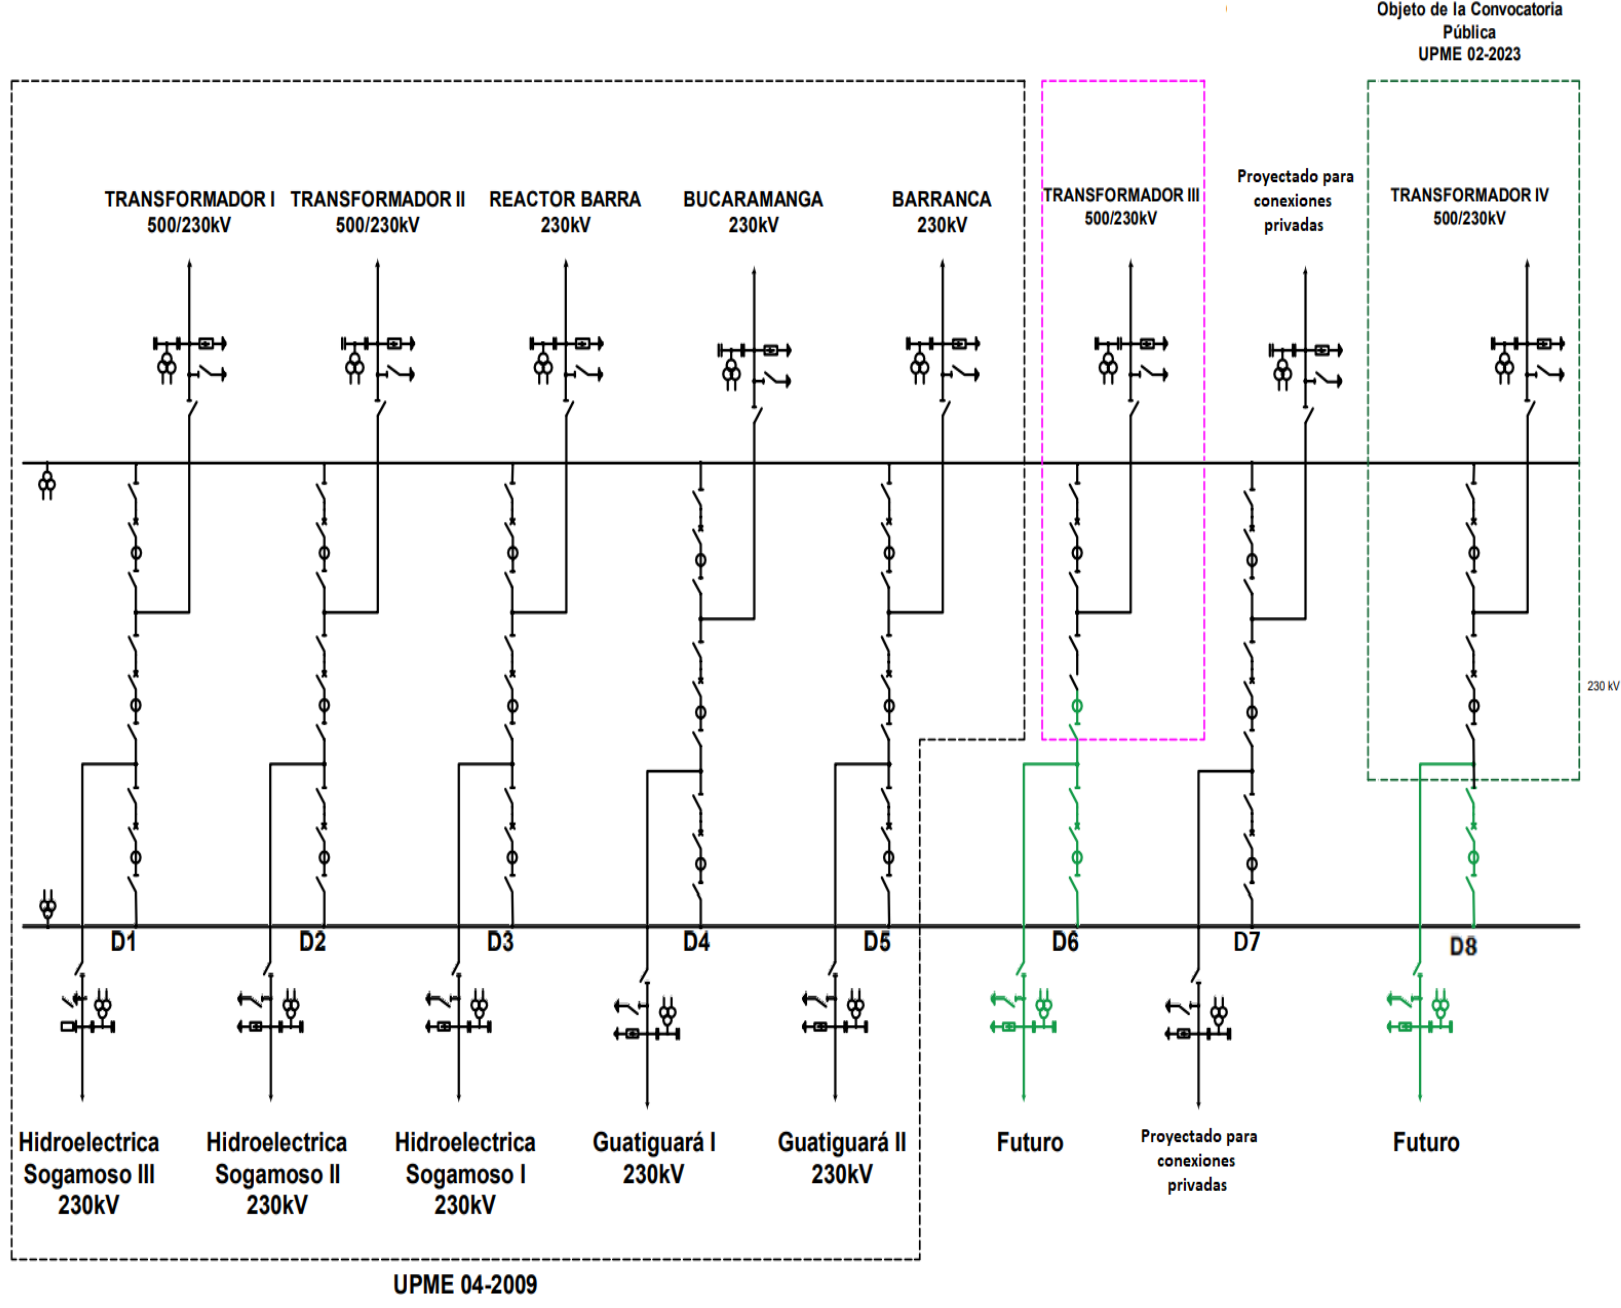 Objeto de la Convocatoria
Pública
UPME 02-2023
TRANSFORMADOR I
500/230kV
TRANSFORMADOR II
500/230kV
REACTOR BARRA
230kV
BUCARAMANGA
230kV
BARRANCA
230kV
TRANSFORMADOR III
500/230kV
Proyectado para
conexiones
privadas
TRANSFORMADOR IV
500/230kV
230 kV
D1
D2
D3
D4
D5
D6
D7
D8
Hidroelectrica
Sogamoso III
230kV
Hidroelectrica
Sogamoso II
230kV
Hidroelectrica
Sogamoso I
230kV
Guatiguará I
230kV
Guatiguará II
230kV
Futuro
Proyectado para
conexiones
privadas
Futuro
UPME 04-2009